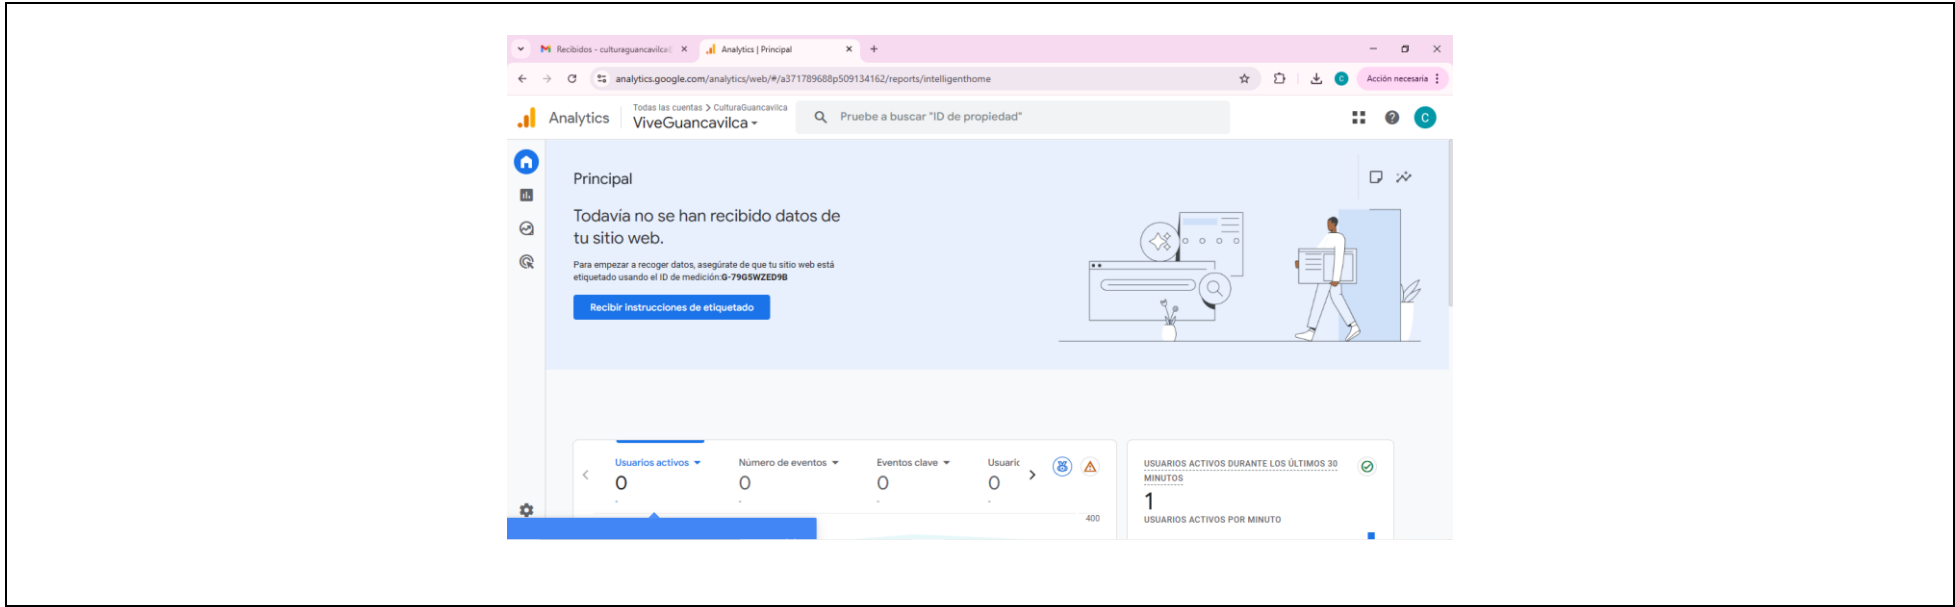 Recibidos - culturaguancavilca
Analytics | Principal
analytics.google.com/analytics/web/#/a371789688p509134162/reports/intelligenthome
C
Acción necesaria
Analytics
Todas las cuentas > CulturaGuancavilca
ViveGuancavilca
Pruebe a buscar "ID de propiedad"
C
Principal
Todavía no se han recibido datos de
tu sitio web.
Para empezar a recoger datos, asegúrate de que tu sitio web está
etiquetado usando el ID de medición:G-79G5WZED9B
Recibir instrucciones de etiquetado
Usuarios activos
Número de eventos
Eventos clave
Usuaric
0
0
0
0
-
-
-
-
400
USUARIOS ACTIVOS DURANTE LOS ÚLTIMOS 30
MINUTOS
1
USUARIOS ACTIVOS POR MINUTO